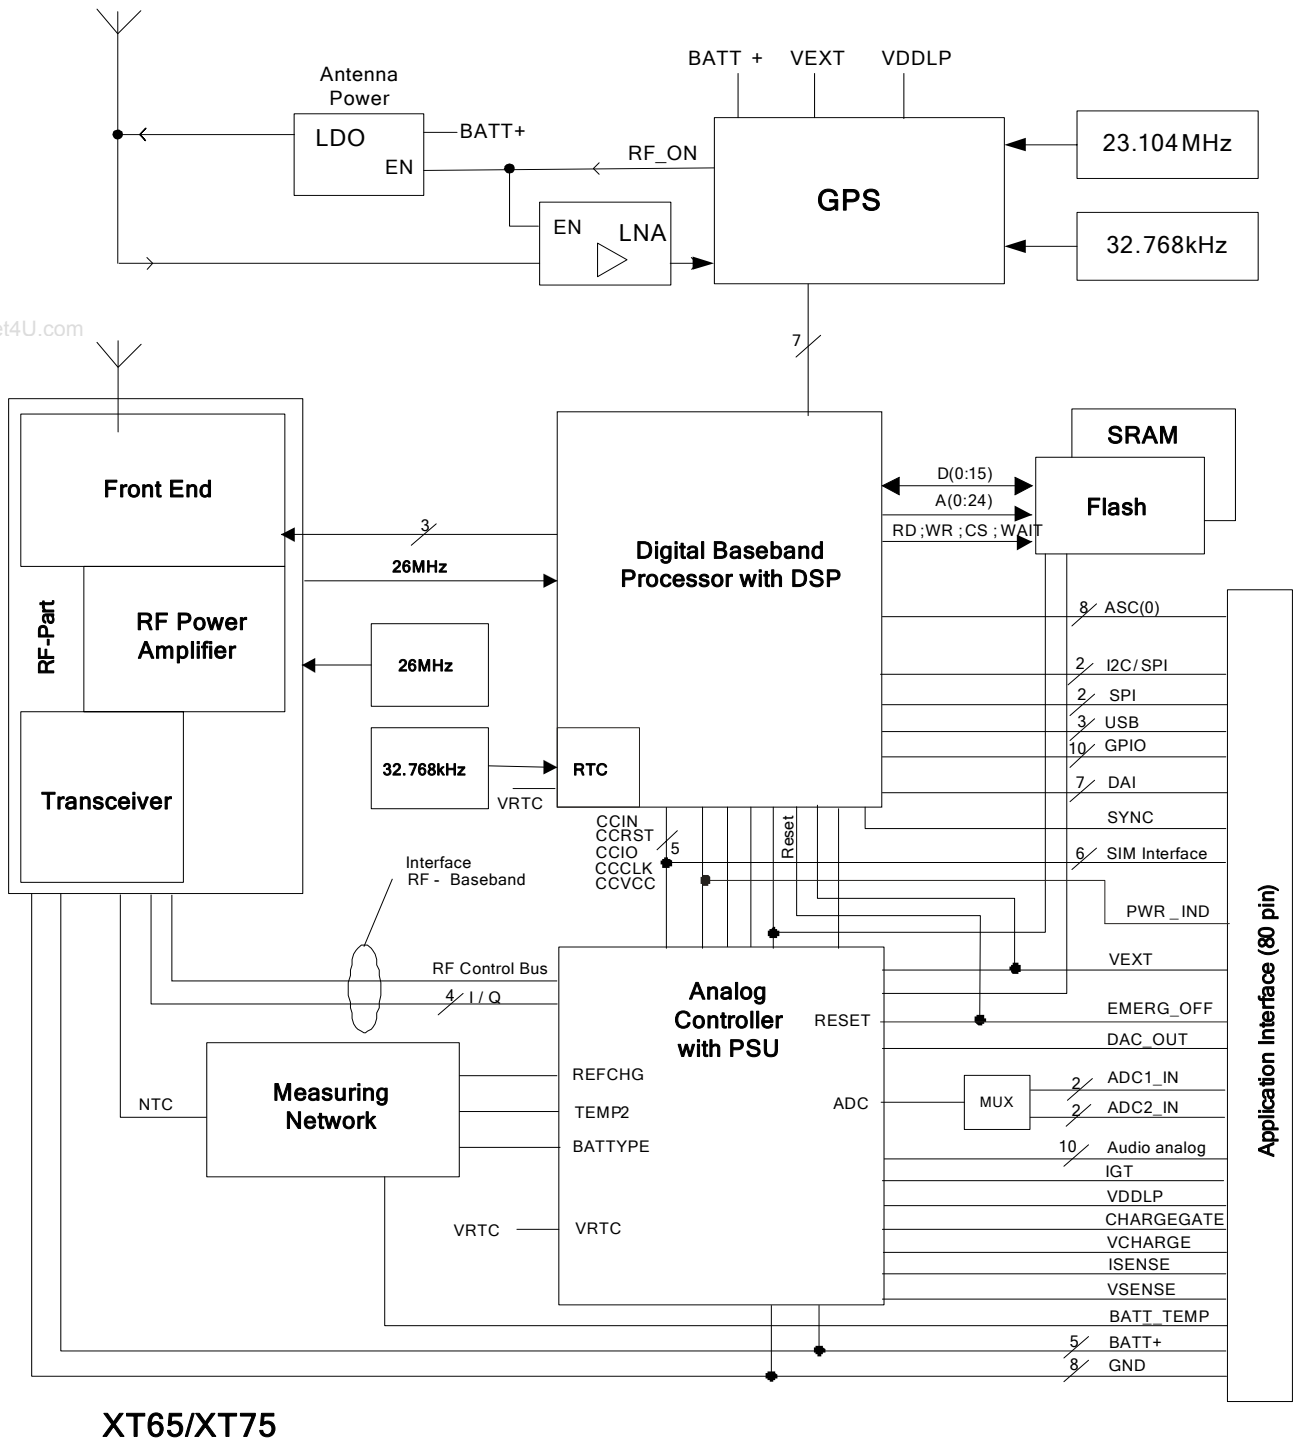 BATT +
VEXT
VDDLP
Antenna
Power
LDO
EN
BATT+
RF_ON
GPS
23.104MHz
EN
LNA
32.768kHz
et4U.com
7
SRAM
Flash
Front End
D(0:15)
A(0:24)
RD ;WR ;CS ; WAIT
3
26MHz
Digital Baseband
Processor with DSP
RF-Part
RF Power
Amplifier
26MHz
8 ASC(0)
2 I2C/SPI
2 SPI
3 USB
10 GPIO
7 DAI
SYNC
6 SIM Interface
PWR_IND
32.768kHz
RTC
VRTC
Transceiver
CCIN
CCRST
CCIO
CCCLK
CCVCC
5
Reset
Interface
RF - Baseband
RF Control Bus
4 I / Q
Analog
Controller
with PSU
RESET
ADC
VEXT
EMERG_OFF
DAC_OUT
MUX
2 ADC1_IN
2 ADC2_IN
Application Interface (80 pin)
Measuring
Network
NTC
REFCHG
TEMP2
BATTYPE
VRTC
VRTC
10 Audio analog
IGT
VDDLP
CHARGEGATE
VCHARGE
ISENSE
VSENSE
BATT_TEMP
5 BATT+
8 GND
XT65/XT75